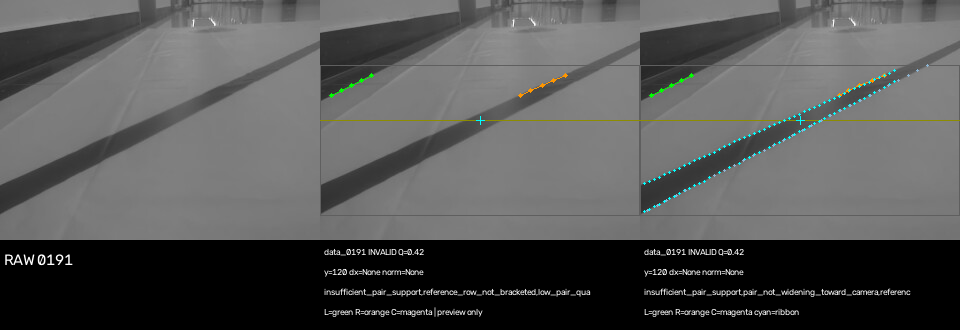 RAW 0191
data_0191 INVALID Q=0.42
y=120 dx=None norm=None
insufficient_pair_support,reference_row_not_bracketed,low_pair_qua
L=green R=orange C=magenta | preview only
data_0191 INVALID Q=0.42
y=120 dx=None norm=None
insufficient_pair_support,pair_not_widening_toward_camera,referenc
L=green R=orange C=magenta cyan=ribbon